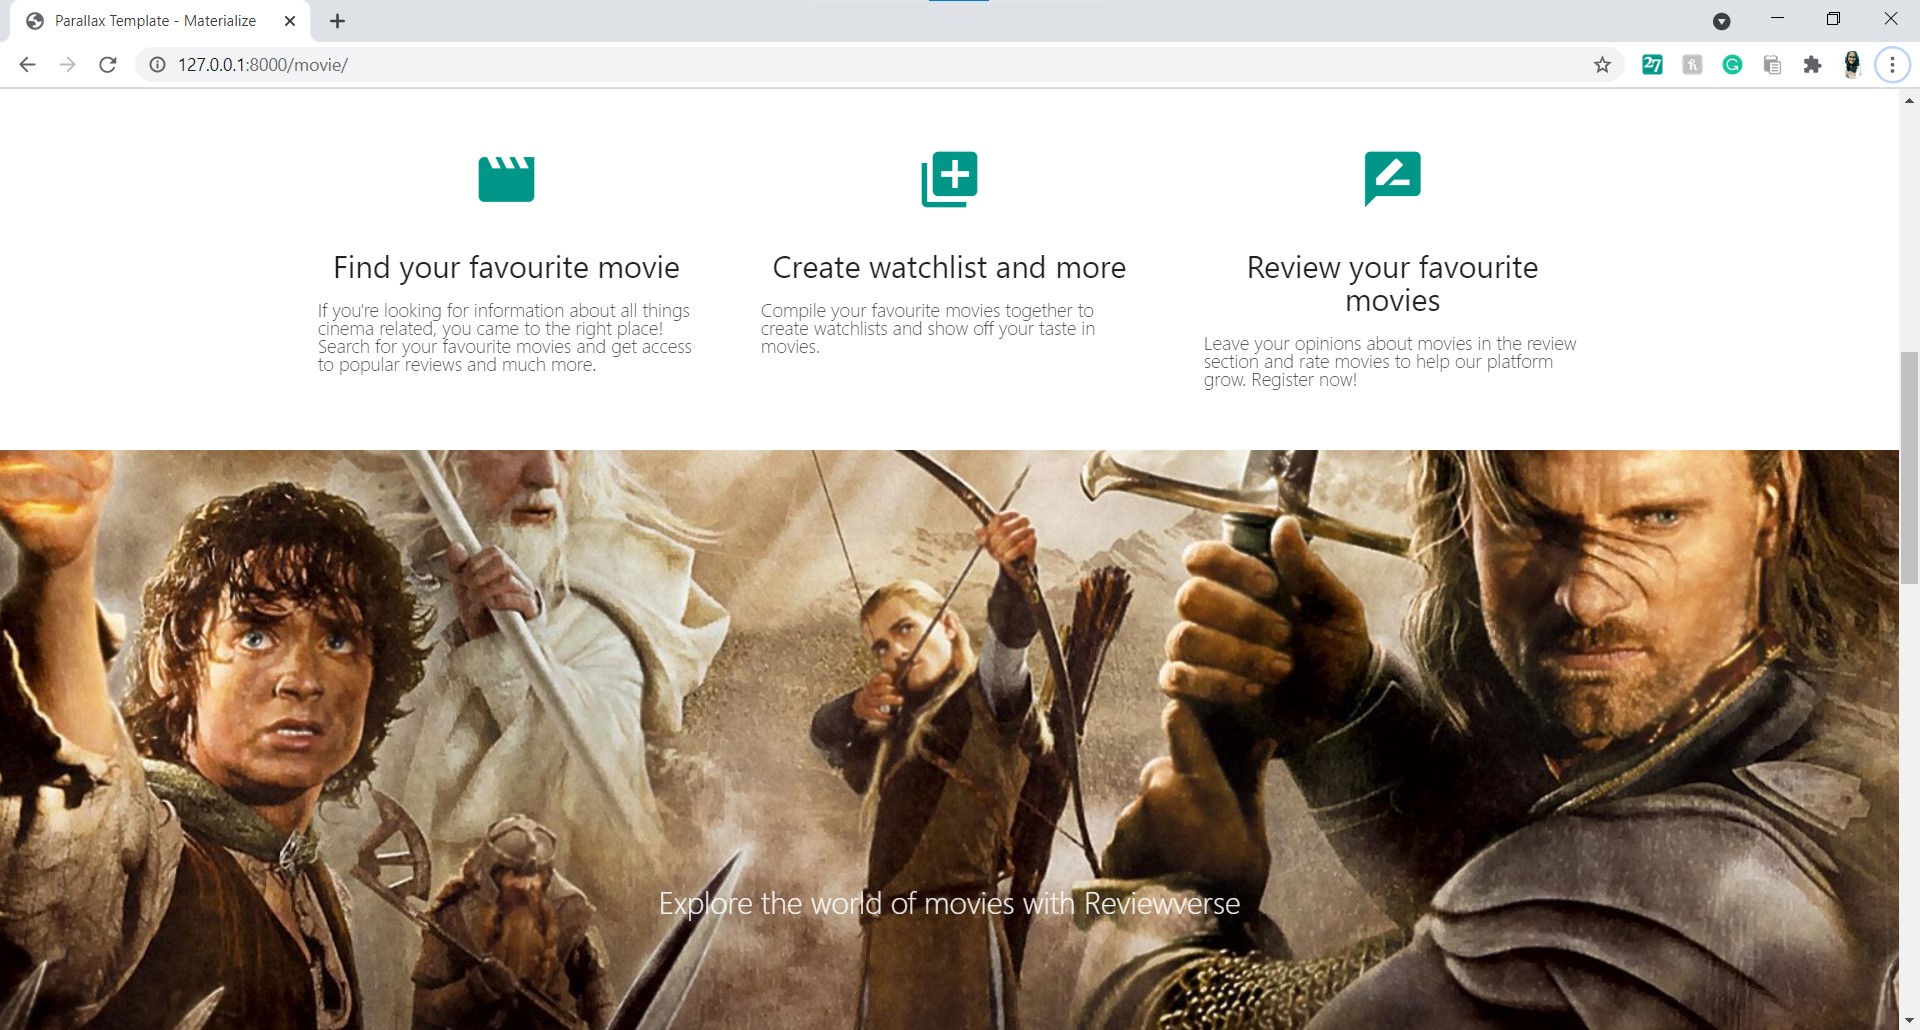 Parallax Template - Materialize
127.0.0.1:8000/movie/
27
Find your favourite movie
If you're looking for information about all things
cinema related, you came to the right place!
Search for your favourite movies and get access
to popular reviews and much more.
Create watchlist and more
Compile your favourite movies together to
create watchlists and show off your taste in
movies.
Review your favourite
movies
Leave your opinions about movies in the review
section and rate movies to help our platform
grow. Register now!
Explore the world of movies with Reviewverse